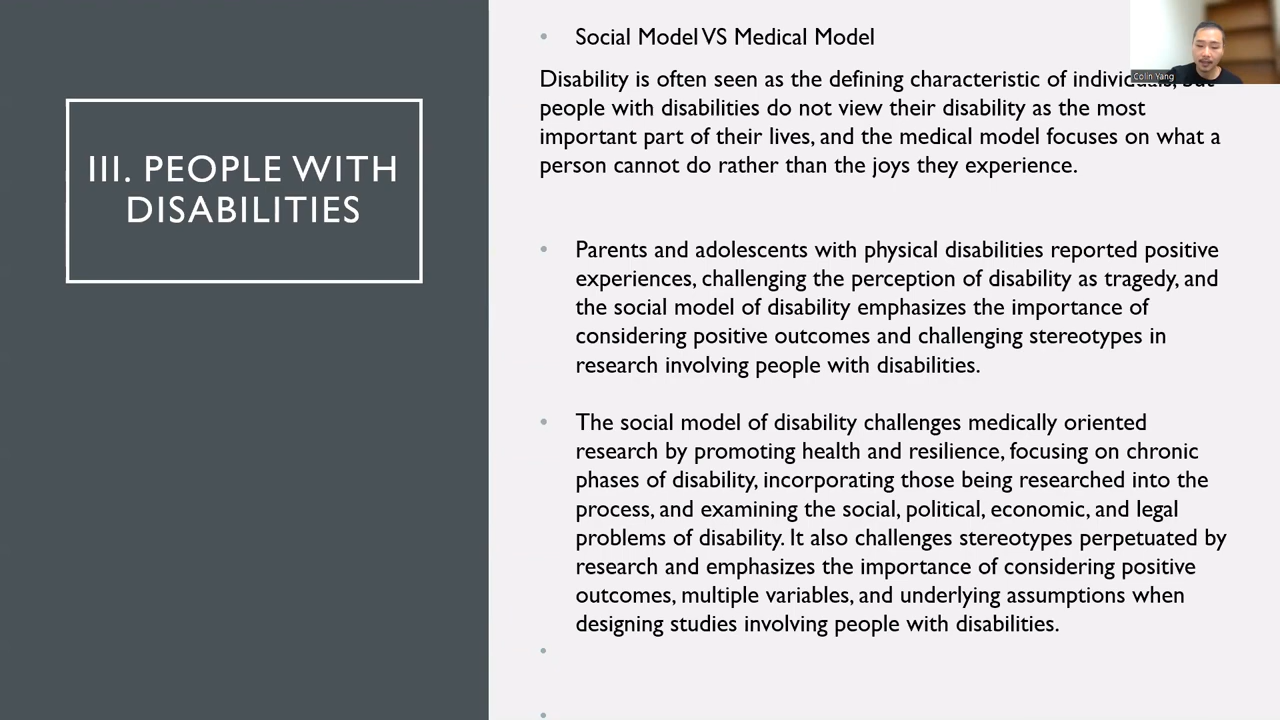 III. PEOPLE WITH
DISABILITIES
Social Model VS Medical Model
Disability is often seen as the defining characteristic of individuals, but
people with disabilities do not view their disability as the most
important part of their lives, and the medical model focuses on what a
person cannot do rather than the joys they experience.
Parents and adolescents with physical disabilities reported positive
experiences, challenging the perception of disability as tragedy, and
the social model of disability emphasizes the importance of
considering positive outcomes and challenging stereotypes in
research involving people with disabilities.
The social model of disability challenges medically oriented
research by promoting health and resilience, focusing on chronic
phases of disability, incorporating those being researched into the
process, and examining the social, political, economic, and legal
problems of disability. It also challenges stereotypes perpetuated by
research and emphasizes the importance of considering positive
outcomes, multiple variables, and underlying assumptions when
designing studies involving people with disabilities.
Colin Yang